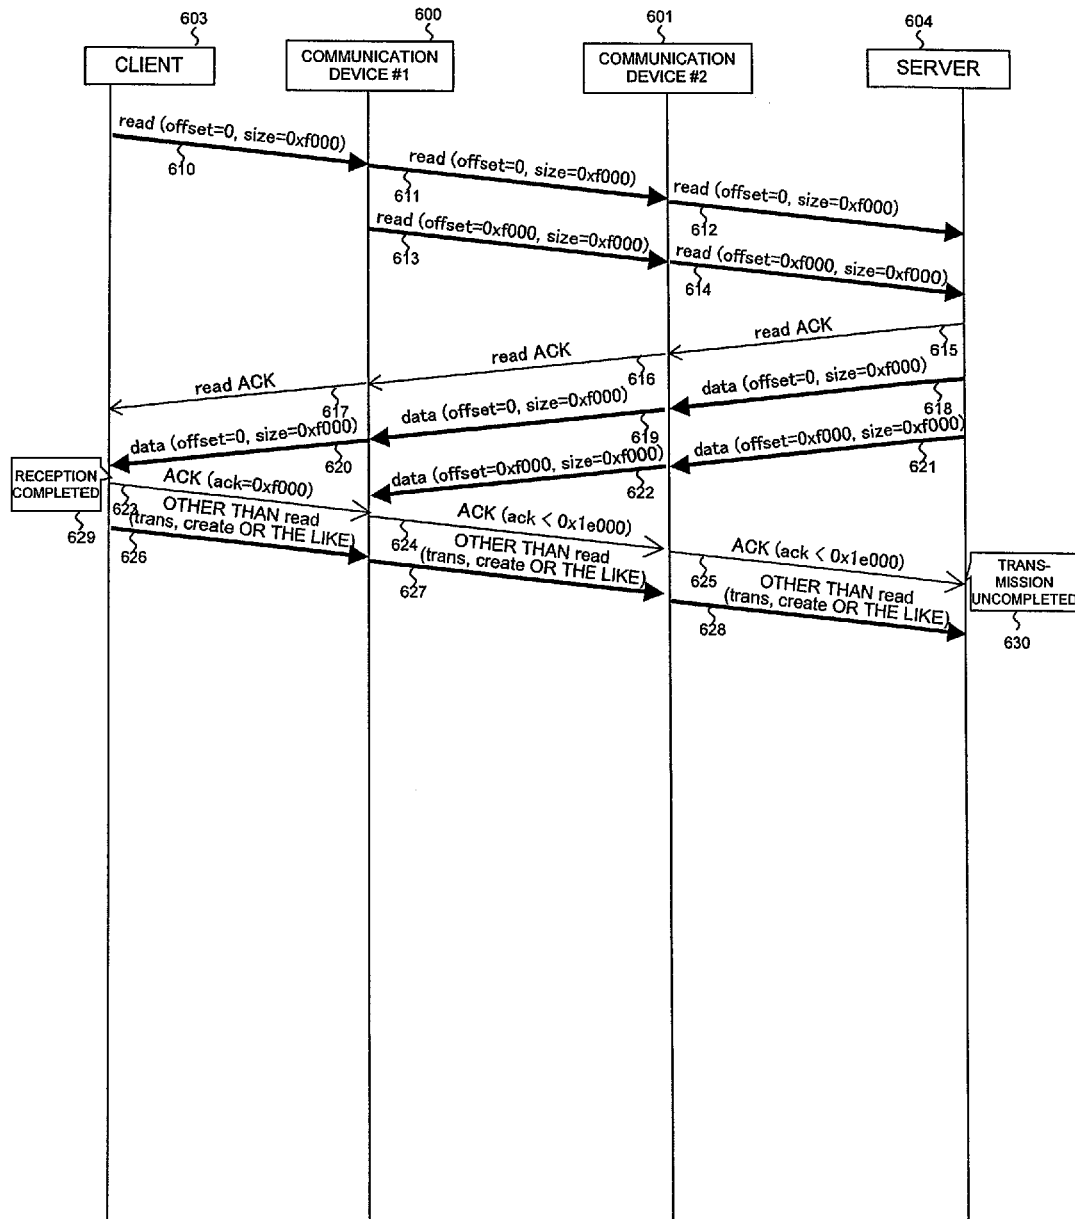 603
600
601
604
CLIENT
COMMUNICATION
DEVICE #1
COMMUNICATION
DEVICE #2
SERVER
read (offset=0, size=0xf000)
610
read (offset=0, size=0xf000)
611
read (offset=0, size=0xf000)
612
read (offset=0xf000, size=0xf000)
613
read (offset=0xf000, size=0xf000)
614
read ACK
615
read ACK
616
read ACK
617
data (offset=0, size=0xf000)
618
data (offset=0, size=0xf000)
619
data (offset=0, size=0xf000)
620
data (offset=0xf000, size=0xf000)
621
data (offset=0xf000, size=0xf000)
622
RECEPTION
COMPLETED
629
ACK (ack=0xf000)
623
ACK (ack < 0x1e000)
624
ACK (ack < 0x1e000)
625
OTHER THAN read
(trans, create OR THE LIKE)
626
OTHER THAN read
(trans, create OR THE LIKE)
627
OTHER THAN read
(trans, create OR THE LIKE)
628
TRANS-
MISSION
UNCOMPLETED
630